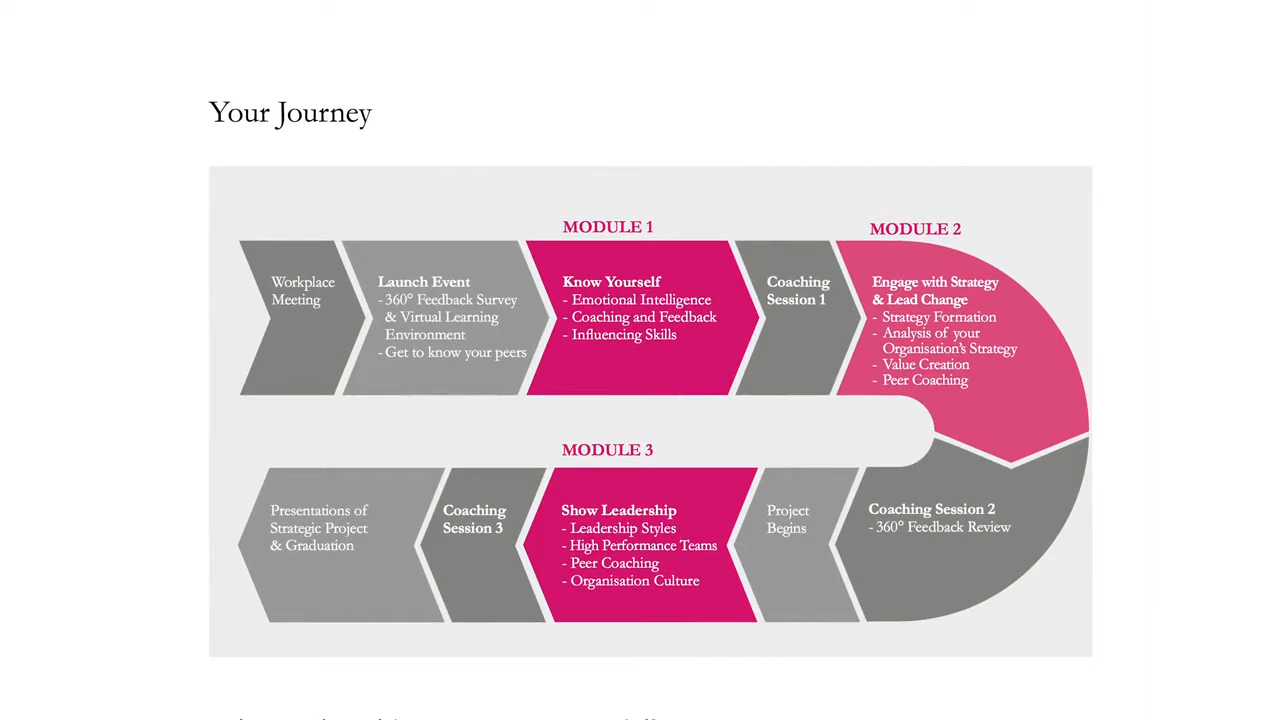 Your Journey
MODULE 1
MODULE 2
Workplace
Meeting
Launch Event
- 360° Feedback Survey
& Virtual Learning
Environment
- Get to know your peers
Know Yourself
- Emotional Intelligence
- Coaching and Feedback
- Influencing Skills
Coaching
Session 1
Engage with Strategy
& Lead Change
- Strategy Formation
- Analysis of your
Organisation's Strategy
- Value Creation
- Peer Coaching
Coaching Session 2
- 360° Feedback Review
Project
Begins
MODULE 3
Show Leadership
- Leadership Styles
- High Performance Teams
- Peer Coaching
- Organisation Culture
Coaching
Session 3
Presentations of
Strategic Project
& Graduation